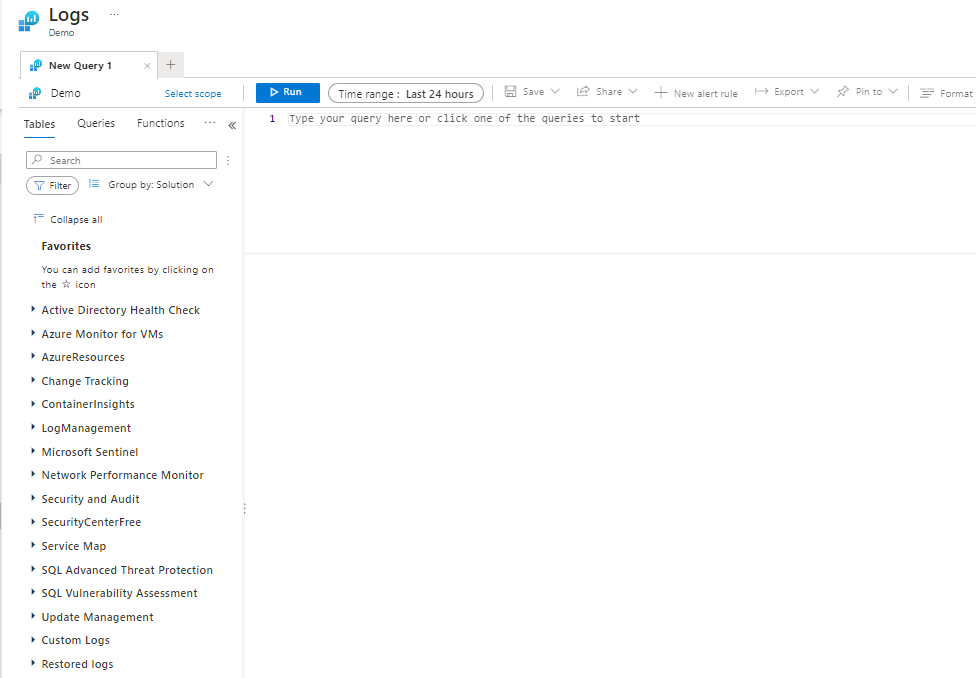 Logs ...
Demo
New Query 1 × +
Demo Select scope Run Time range : Last 24 hours Save Share New alert rule Export Pin to Format
Tables Queries Functions ... «
1 Type your query here or click one of the queries to start
Search
Filter Group by: Solution
Collapse all
Favorites
You can add favorites by clicking on
the ☆ icon
Active Directory Health Check
Azure Monitor for VMs
AzureResources
Change Tracking
ContainerInsights
LogManagement
Microsoft Sentinel
Network Performance Monitor
Security and Audit
SecurityCenterFree
Service Map
SQL Advanced Threat Protection
SQL Vulnerability Assessment
Update Management
Custom Logs
Restored logs